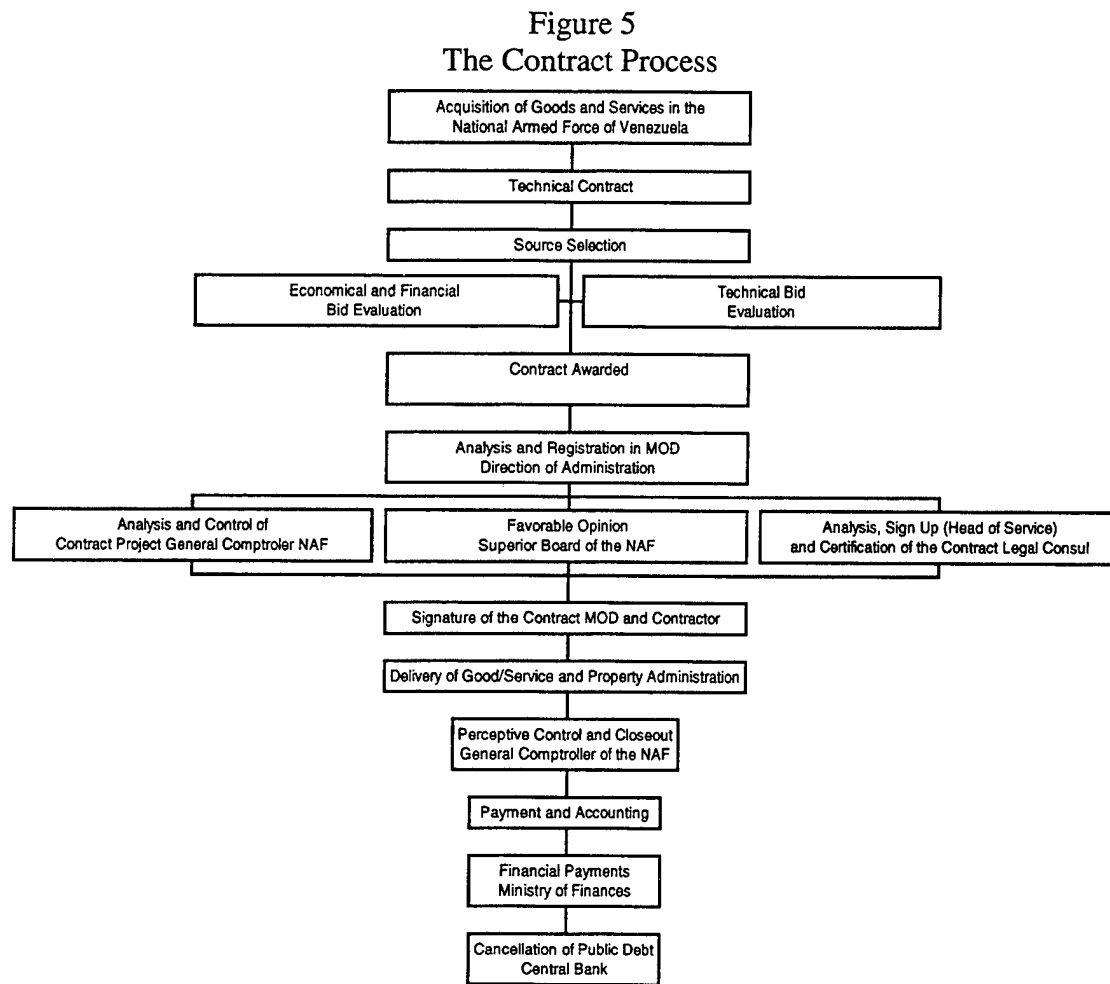 Figure 5
The Contract Process
Acquisition of Goods and Services in the
National Armed Force of Venezuela
Technical Contract
Source Selection
Economical and Financial
Bid Evaluation
Technical Bid
Evaluation
Contract Awarded
Analysis and Registration in MOD
Direction of Administration
Analysis and Control of
Contract Project General Comptroler NAF
Favorable Opinion
Superior Board of the NAF
Analysis, Sign Up (Head of Service)
and Certification of the Contract Legal Consul
Signature of the Contract MOD and Contractor
Delivery of Good/Service and Property Administration
Perceptive Control and Closeout
General Comptroller of the NAF
Payment and Accounting
Financial Payments
Ministry of Finances
Cancellation of Public Debt
Central Bank